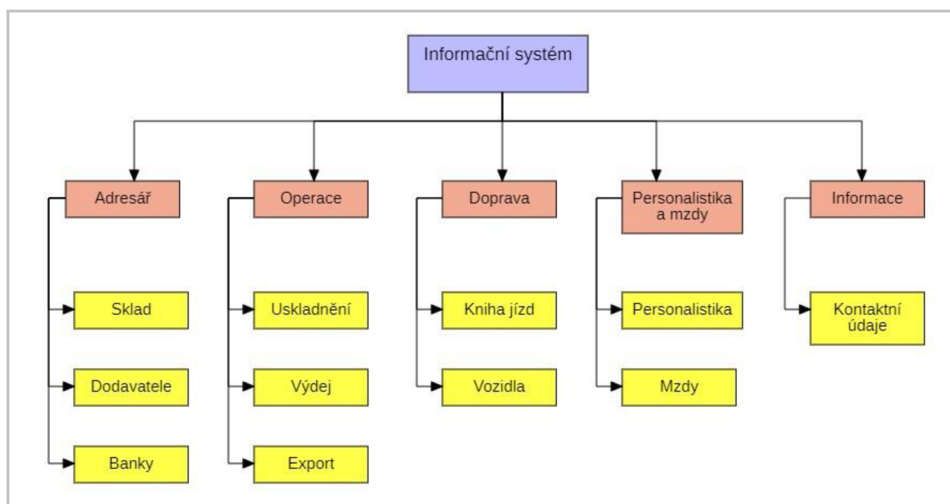 Informační systém
Adresář
Operace
Doprava
Personalistika
a mzdy
Informace
Sklad
Uskladnění
Kniha jízd
Personalistika
Kontaktní
údaje
Dodavatele
Výdej
Vozidla
Mzdy
Banky
Export